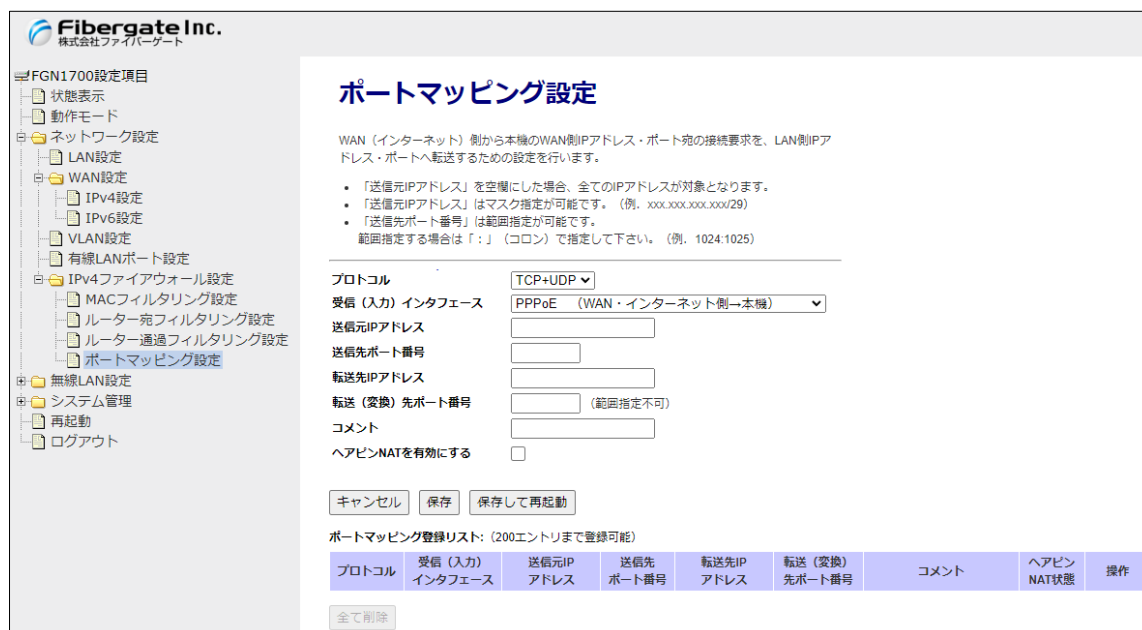 Fibergate Inc.
株式会社ファイバーゲート
FGN1700設定項目
状態表示
動作モード
ネットワーク設定
LAN設定
WAN設定
IPv4設定
IPv6設定
VLAN設定
有線LANポート設定
IPv4ファイアウォール設定
MACフィルタリング設定
ルーター宛フィルタリング設定
ルーター通過フィルタリング設定
ポートマッピング設定
無線LAN設定
システム管理
再起動
ログアウト
ポートマッピング設定
WAN（インターネット）側から本機のWAN側IPアドレス・ポート宛の接続要求を、LAN側IPア
ドレス・ポートへ転送するための設定を行います。
• 「送信元IPアドレス」を空欄にした場合、全てのIPアドレスが対象となります。
• 「送信元IPアドレス」はマスク指定が可能です。（例．xxx.xxx.xxx.xxx/29）
• 「送信先ポート番号」は範囲指定が可能です。
範囲指定する場合は「：」（コロン）で指定して下さい。（例．1024:1025）
プロトコル TCP+UDP
受信（入力）インタフェース PPPoE （WAN・インターネット側→本機）
送信元IPアドレス
送信先ポート番号
転送先IPアドレス
転送（変換）先ポート番号 （範囲指定不可）
コメント
ヘアピンNATを有効にする
キャンセル 保存 保存して再起動
ポートマッピング登録リスト:（200エントリまで登録可能）
プロトコル 受信（入力）インタフェース 送信元IPアドレス 送信先ポート番号 転送先IPアドレス 転送（変換）先ポート番号 コメント ヘアピンNAT状態 操作
全て削除